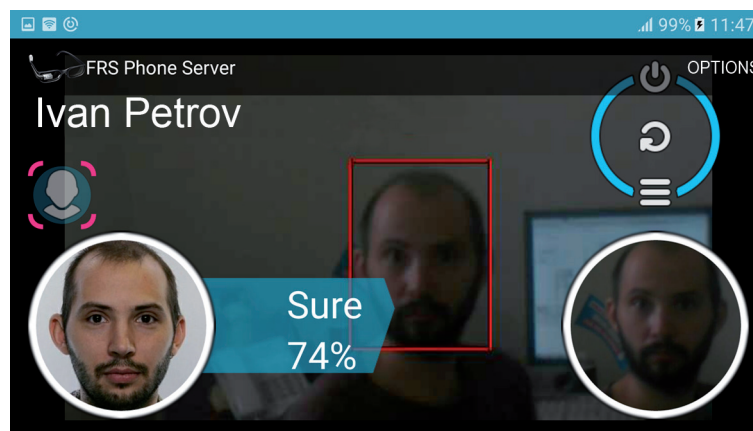 99% 11:47
FRS Phone Server
OPTIONS
Ivan Petrov
Sure
74%